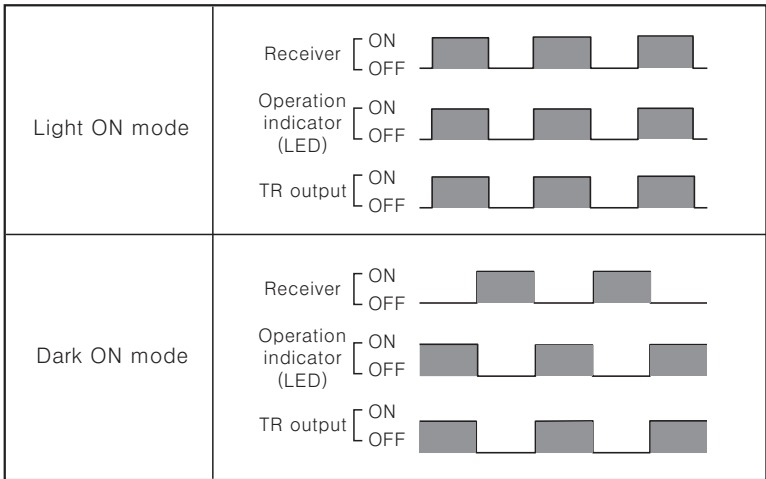 Light ON mode
Receiver
ON
OFF
Operation
indicator
(LED)
ON
OFF
TR output
ON
OFF
Dark ON mode
Receiver
ON
OFF
Operation
indicator
(LED)
ON
OFF
TR output
ON
OFF